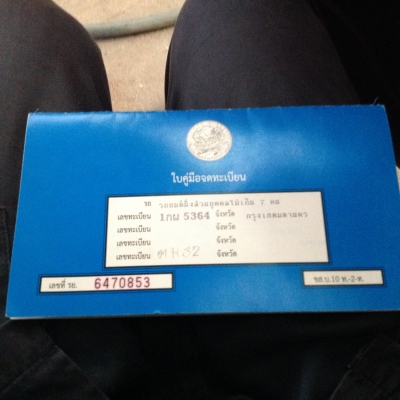 ใบคู่มือจดทะเบียน
รถ รถยนต์นั่งส่วนบุคคลไม่เกิน 7 คน
เลขทะเบียน 1กผ 5364 จังหวัด กรุงเทพมหานคร
เลขทะเบียน จังหวัด
เลขทะเบียน จังหวัด
เลขทะเบียน จังหวัด
เลขที่ รย. 6470853